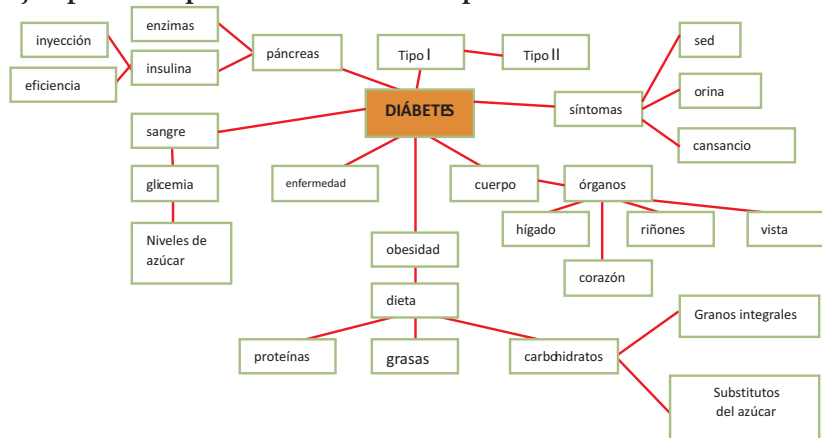 enzimas
inyección
eficiencia
insulina
páncreas
Tipo I
Tipo II
sed
orina
cansancio
síntomas
DIÁBETES
sangre
glicemia
Niveles de
azúcar
enfermedad
cuerpo
órganos
hígado
riñones
vista
corazón
obesidad
dieta
proteínas
grasas
carbohidratos
Granos integrales
Substitutos
del azúcar